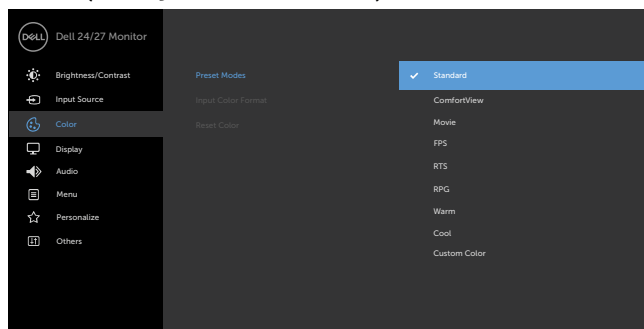 DELL
Dell 24/27 Monitor
Brightness/Contrast
Input Source
Color
Display
Audio
Menu
Personalize
Others
Preset Modes
Input Color Format
Reset Color
Standard
ComfortView
Movie
FPS
RTS
RPG
Warm
Cool
Custom Color